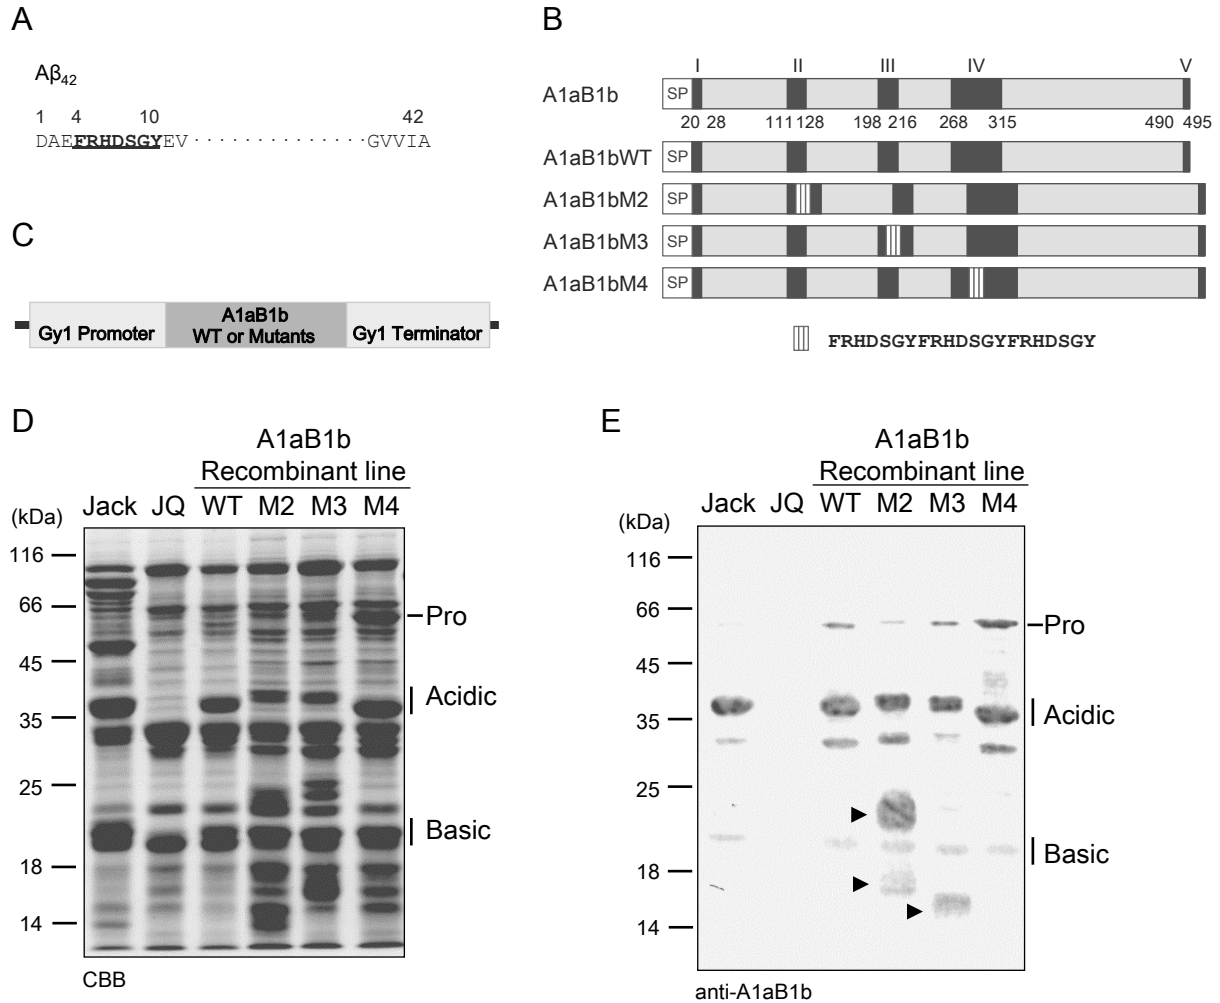 A
Aβ42
1 4 10 42
DAEFRHDSGYEV···············GVVIA
B
I II III IV V
A1aB1b SP
20 28 111 128 198 216 268 315 490 495
A1aB1bWT SP
A1aB1bM2 SP
A1aB1bM3 SP
A1aB1bM4 SP
FRHDSGYFRHDSGYFRHDSGY
C
Gy1 Promoter
A1aB1b
WT or Mutants
Gy1 Terminator
D
A1aB1b
Recombinant line
Jack JQ WT M2 M3 M4
(kDa)
116
66
Pro
45
Acidic
35
25
Basic
18
14
CBB
E
A1aB1b
Recombinant line
Jack JQ WT M2 M3 M4
(kDa)
116
66
Pro
45
Acidic
35
25
Basic
18
14
anti-A1aB1b